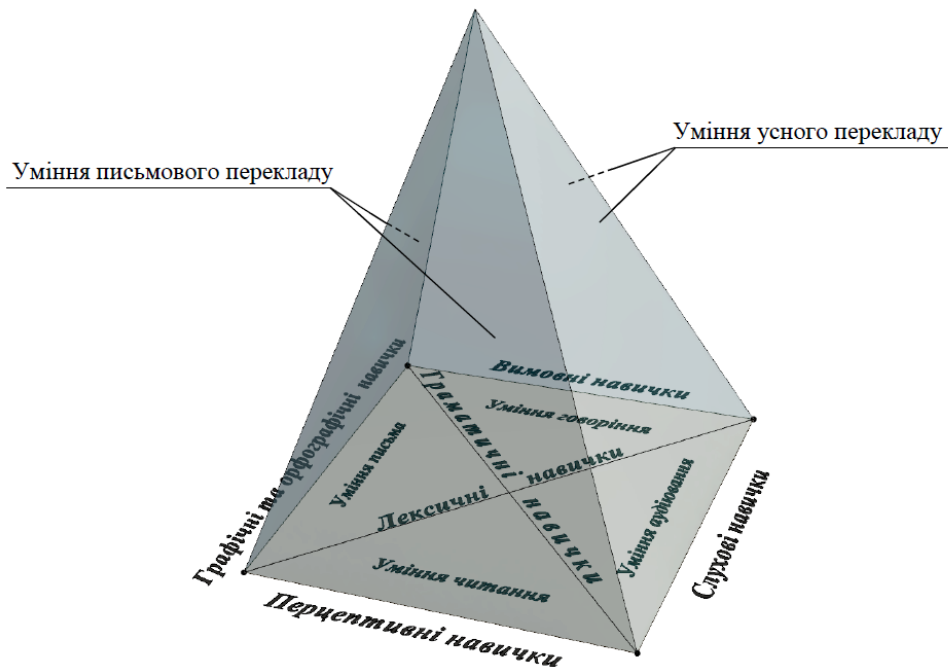 Уміння усного перекладу
Уміння письмового перекладу
Вимовні навички
Уміння говоріння
Графічні та орфографічні навички
Граматичні навички
Уміння письма
Лексичні навички
Уміння аудіювання
Слухові навички
Уміння читання
Перцептивні навички